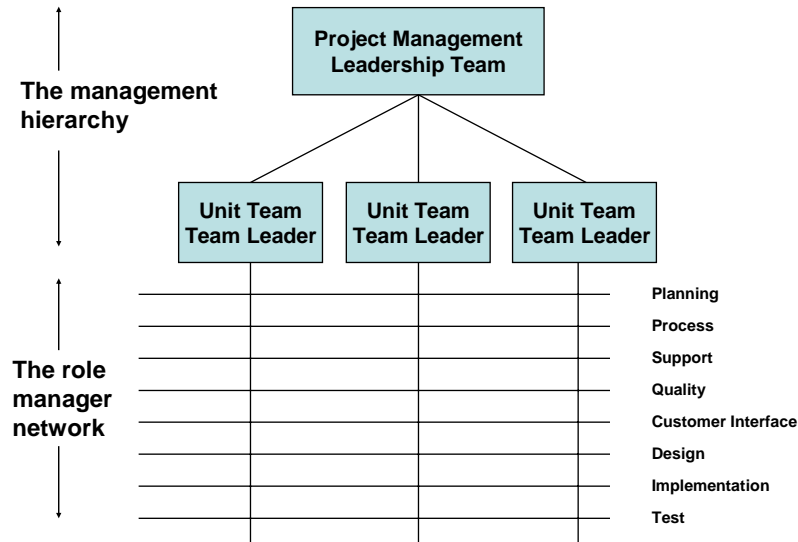 Project Management
Leadership Team
The management
hierarchy
Unit Team
Team Leader
Unit Team
Team Leader
Unit Team
Team Leader
The role
manager
network
Planning
Process
Support
Quality
Customer Interface
Design
Implementation
Test